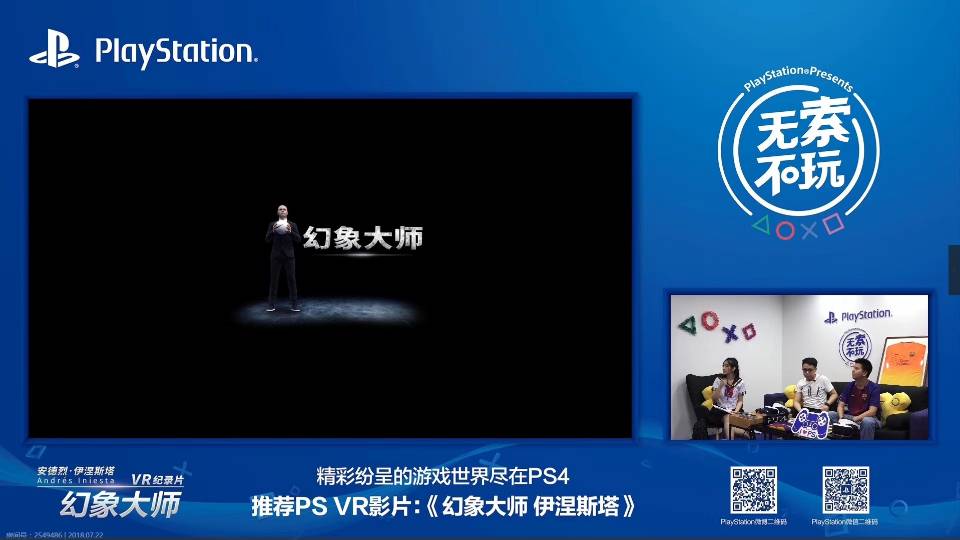 PlayStation®
PlayStation®Presents
无索
不玩
幻象大师
PlayStation
无索
不玩
安德烈·伊涅斯塔
Andrés Iniesta
VR纪录片
幻象大师
精彩纷呈的游戏世界尽在PS4
推荐PS VR影片：《幻象大师 伊涅斯塔》
PlayStation微博二维码
PlayStation微信二维码
房间号：2549486 | 2018.07.22